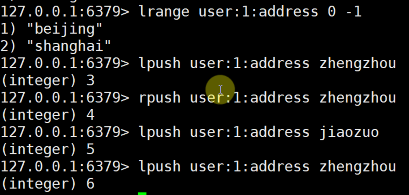 127.0.0.1:6379> lrange user:1:address 0 -1
1) "beijing"
2) "shanghai"
127.0.0.1:6379> lpush user:1:address zhengzhou
(integer) 3
127.0.0.1:6379> rpush user:1:address zhengzhou
(integer) 4
127.0.0.1:6379> lpush user:1:address jiaozuo
(integer) 5
127.0.0.1:6379> lpush user:1:address zhengzhou
(integer) 6